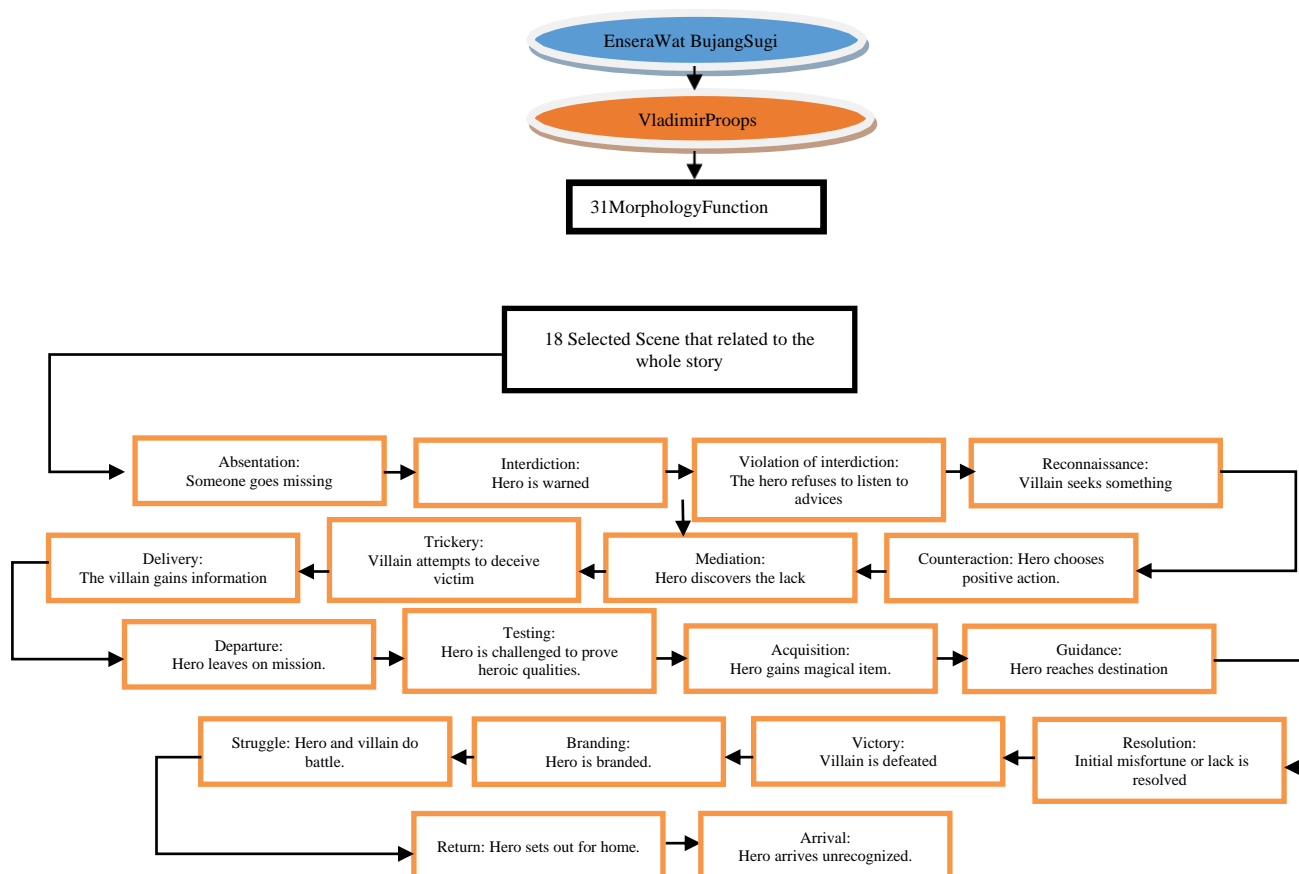 EnseraWat BujangSugi
VladimirProops
31MorphologyFunction
18 Selected Scene that related to the
whole story
Absentation:
Someone goes missing
Interdiction:
Hero is warned
Violation of interdiction:
The hero refuses to listen to
advices
Reconnaissance:
Villain seeks something
Delivery:
The villain gains information
Trickery:
Villain attempts to deceive
victim
Mediation:
Hero discovers the lack
Counteraction: Hero chooses
positive action.
Departure:
Hero leaves on mission.
Testing:
Hero is challenged to prove
heroic qualities.
Acquisition:
Hero gains magical item.
Guidance:
Hero reaches destination
Struggle: Hero and villain do
battle.
Branding:
Hero is branded.
Victory:
Villain is defeated
Resolution:
Initial misfortune or lack is
resolved
Return: Hero sets out for home.
Arrival:
Hero arrives unrecognized.